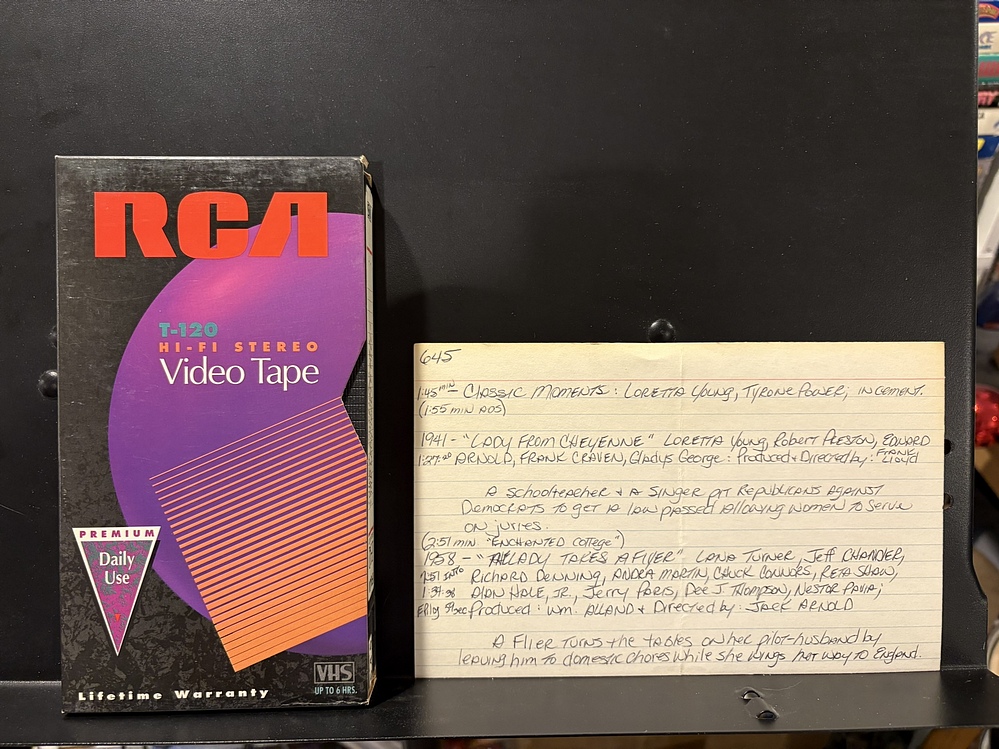 RCA
T-120
HI-FI STEREO
Video Tape
PREMIUM
Daily
Use
VHS
UP TO 6 HRS.
Lifetime Warranty
645
1:45 min - Classic Moments: Loretta Young, Tyrone Power; in cement.
(1:55 min ADS)
1941 - "Lady From Cheyenne" Loretta Young, Robert Preston, Edward
1:27:00 Arnold, Frank Craven, Gladys George: Produced + Directed by: Frank Lloyd
A schoolteacher + a singer pit Republicans against
Democrats to get a law passed allowing women to serve
on juries.
(2:51 min. "Enchanted Cottege")
1958 - "Lady Takes a Flyer" Lana Turner, Jeff Chandler,
Richard Denning, Andra Martin, Chuck Connors, Reta Shaw,
Alan Hale, Jr., Jerry Paris, Dee J. Thompson, Nestor Paiva;
Produced: Wm. Alland + Directed by: Jack Arnold
A Flier turns the tables on her pilot-husband by
leaving him to domestic chores while she wings her way to England.